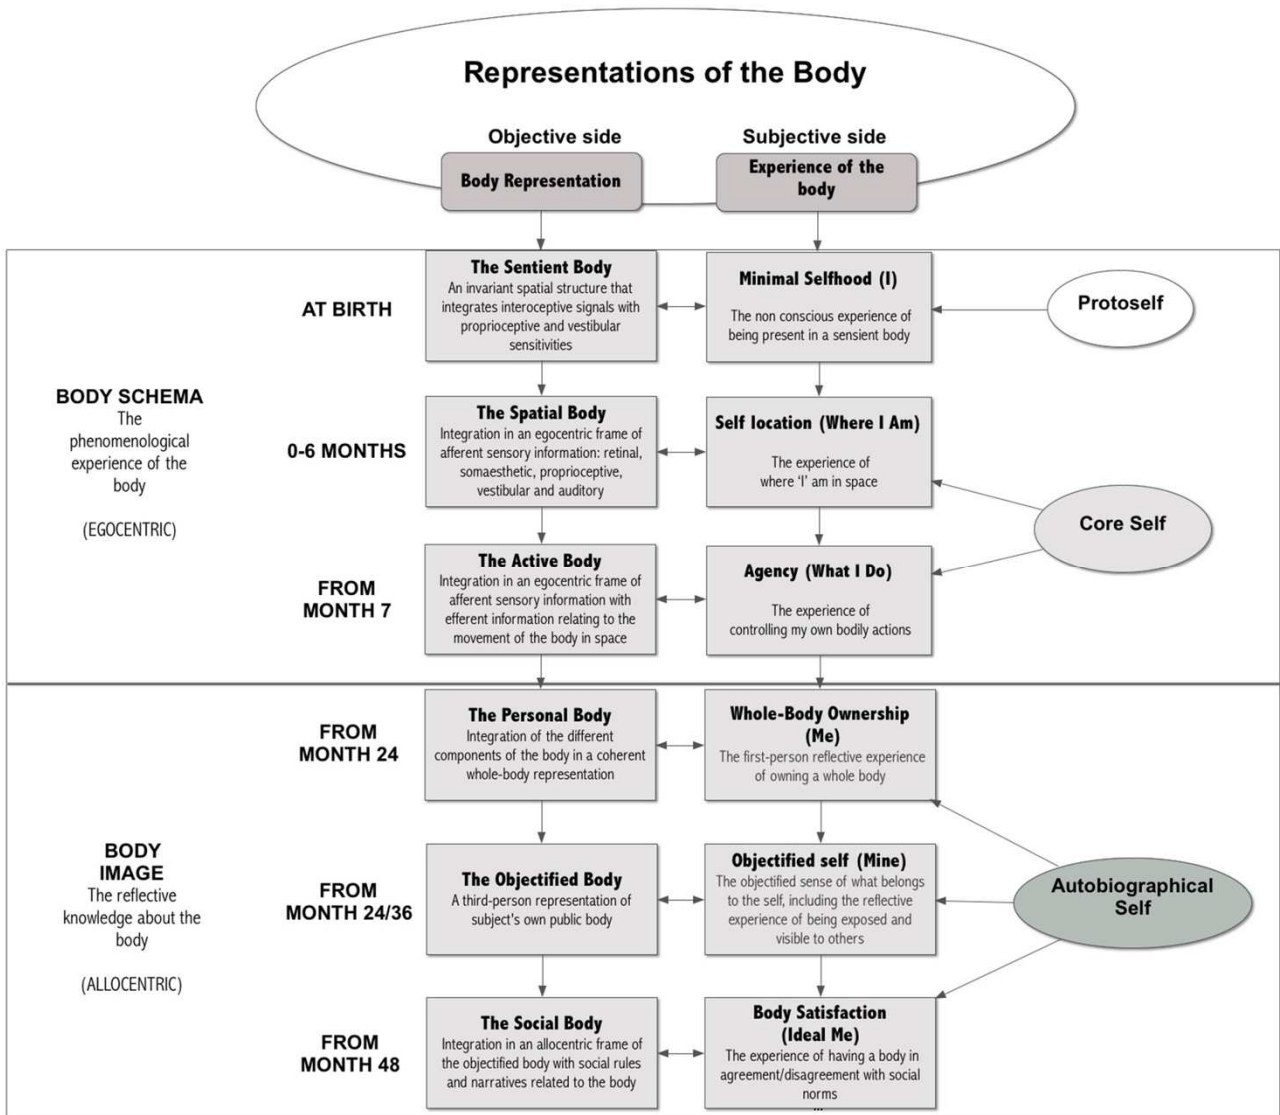 Representations of the Body
Objective side
Subjective side
Body Representation
Experience of the
body
AT BIRTH
The Sentient Body
An invariant spatial structure that
integrates interoceptive signals with
proprioceptive and vestibular
sensitivities
Minimal Selfhood (I)
The non conscious experience of
being present in a sensient body
Protoself
BODY SCHEMA
The
phenomenological
experience of the
body
(EGOCENTRIC)
0-6 MONTHS
The Spatial Body
Integration in an egocentric frame of
afferent sensory information: retinal,
somaesthetic, proprioceptive,
vestibular and auditory
Self location (Where I Am)
The experience of
where 'I' am in space
Core Self
FROM
MONTH 7
The Active Body
Integration in an egocentric frame of
afferent sensory information with
efferent information relating to the
movement of the body in space
Agency (What I Do)
The experience of
controlling my own bodily actions
FROM
MONTH 24
The Personal Body
Integration of the different
components of the body in a coherent
whole-body representation
Whole-Body Ownership
(Me)
The first-person reflective experience
of owning a whole body
BODY
IMAGE
The reflective
knowledge about the
body
(ALLOCENTRIC)
FROM
MONTH 24/36
The Objectified Body
A third-person representation of
subject's own public body
Objectified self (Mine)
The objectified sense of what belongs
to the self, including the reflective
experience of being exposed and
visible to others
Autobiographical
Self
FROM
MONTH 48
The Social Body
Integration in an allocentric frame of
the objectified body with social rules
and narratives related to the body
Body Satisfaction
(Ideal Me)
The experience of having a body in
agreement/disagreement with social
norms
...